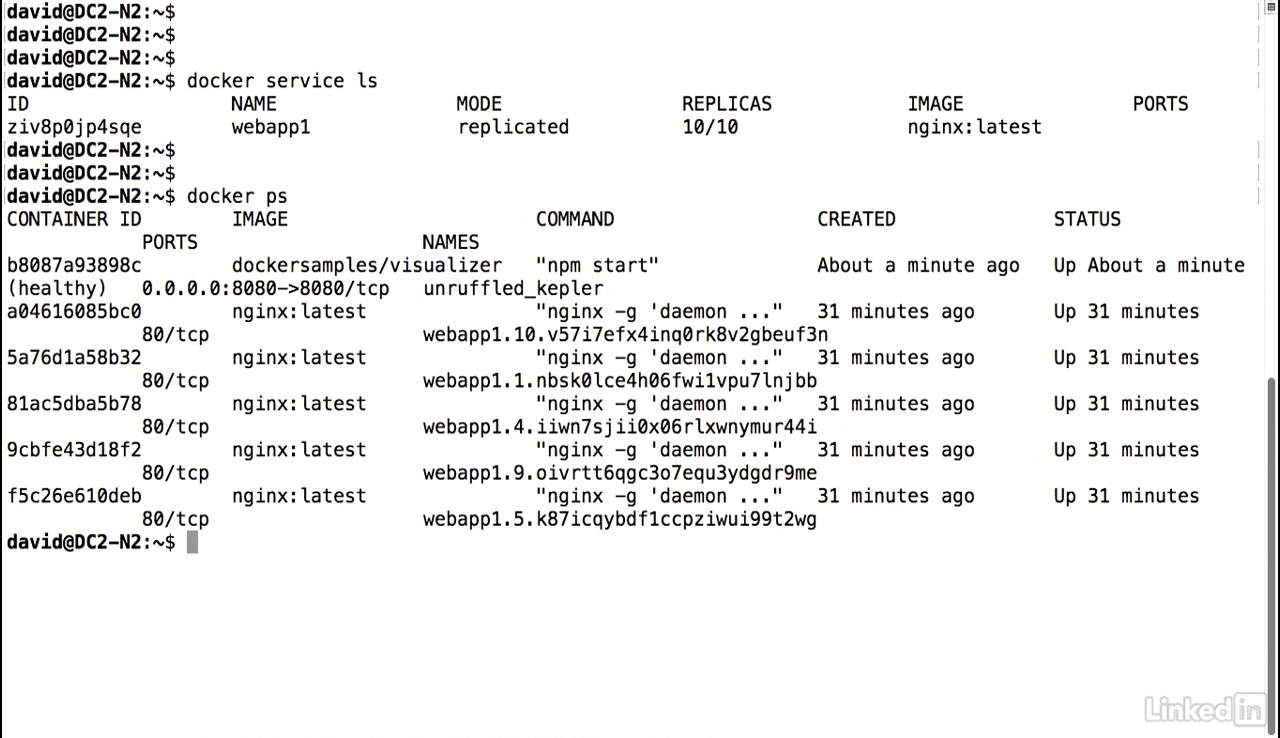 david@DC2-N2:~$
david@DC2-N2:~$
david@DC2-N2:~$
david@DC2-N2:~$ docker service ls
ID NAME MODE REPLICAS IMAGE PORTS
ziv8p0jp4sqe webapp1 replicated 10/10 nginx:latest
david@DC2-N2:~$
david@DC2-N2:~$
david@DC2-N2:~$ docker ps
CONTAINER ID IMAGE COMMAND CREATED STATUS
PORTS NAMES
b8087a93898c dockersamples/visualizer "npm start" About a minute ago Up About a minute
(healthy) 0.0.0.0:8080->8080/tcp unruffled_kepler
a04616085bc0 nginx:latest "nginx -g 'daemon ..." 31 minutes ago Up 31 minutes
80/tcp webapp1.10.v57i7efx4inq0rk8v2gbeuf3n
5a76d1a58b32 nginx:latest "nginx -g 'daemon ..." 31 minutes ago Up 31 minutes
80/tcp webapp1.1.nbsk0lce4h06fwi1vpu7lnjbb
81ac5dba5b78 nginx:latest "nginx -g 'daemon ..." 31 minutes ago Up 31 minutes
80/tcp webapp1.4.iiwn7sjii0x06rlxwnymur44i
9cbfe43d18f2 nginx:latest "nginx -g 'daemon ..." 31 minutes ago Up 31 minutes
80/tcp webapp1.9.oivrtt6qgc3o7equ3ydgdr9me
f5c26e610deb nginx:latest "nginx -g 'daemon ..." 31 minutes ago Up 31 minutes
80/tcp webapp1.5.k87icqybdf1ccpziwui99t2wg
david@DC2-N2:~$
Linked in